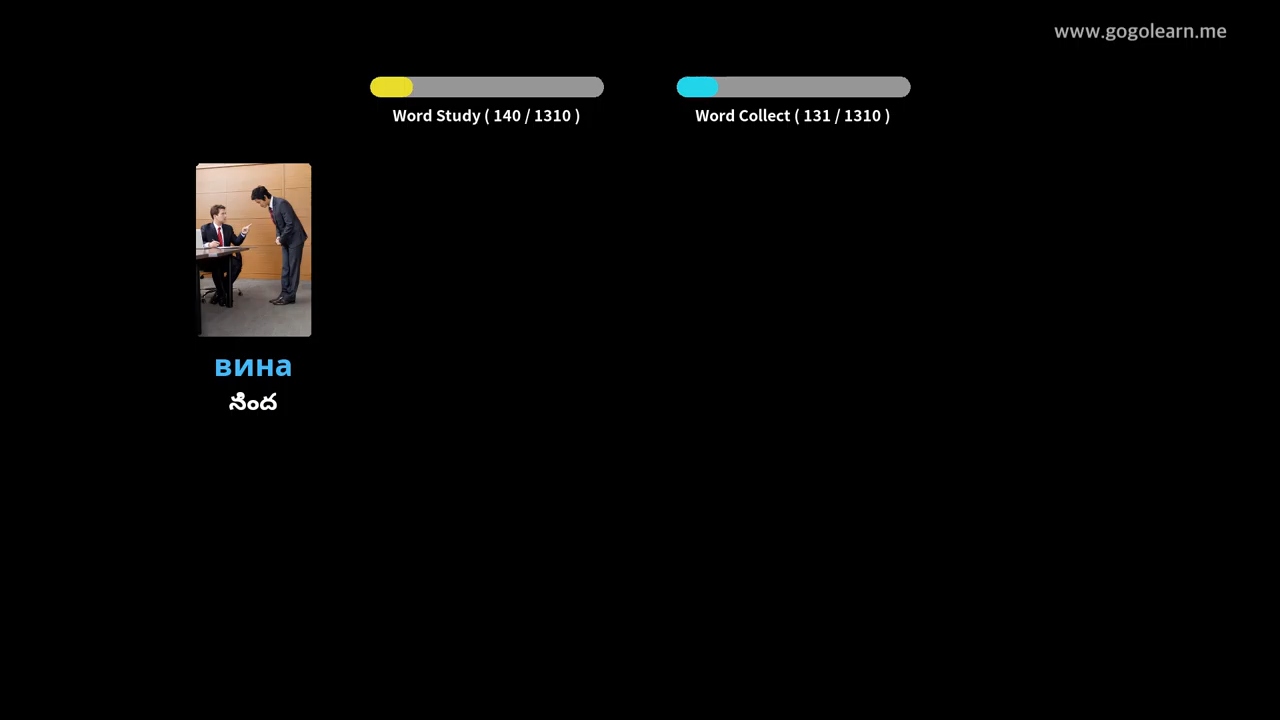 www.gogolearn.me
Word Study ( 140 / 1310 )
Word Collect ( 131 / 1310 )
вина
నింద